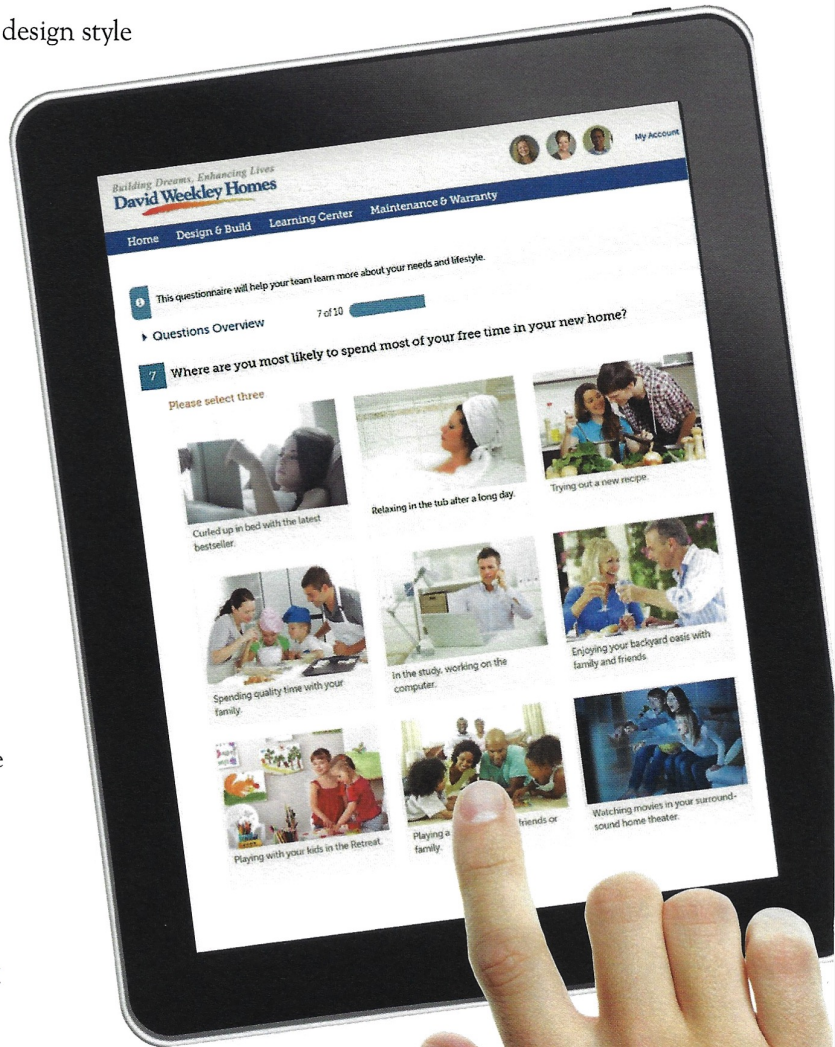 design style
Building Dreams, Enhancing Lives
David Weekley Homes
My Account
Home Design & Build Learning Center Maintenance & Warranty
This questionnaire will help your team learn more about your needs and lifestyle.
Questions Overview
7 of 10
7 Where are you most likely to spend most of your free time in your new home?
Please select three
Curled up in bed with the latest
bestseller.
Relaxing in the tub after a long day.
Trying out a new recipe.
Spending quality time with your
family.
In the study, working on the
computer.
Enjoying your backyard oasis with
family and friends
Playing with your kids in the Retreat.
Playing a
friends or
family.
Watching movies in your surround-
sound home theater.